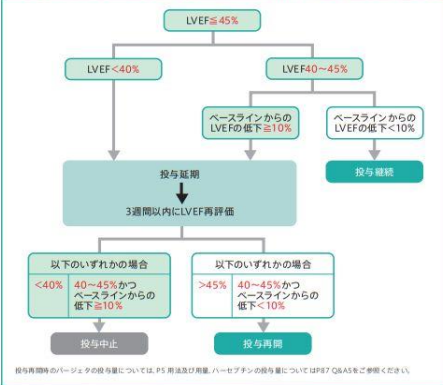 LVEF≦45%
LVEF<40%
LVEF40～45%
ベースラインからの
LVEFの低下≧10%
ベースラインからの
LVEFの低下<10%
投与継続
投与延期
3週間以内にLVEF再評価
以下のいずれかの場合
<40%
40～45%かつ
ベースラインからの
低下≧10%
以下のいずれかの場合
>45%
40～45%かつ
ベースラインからの
低下<10%
投与中止
投与再開
投与再開時のパージェタの投与量については、P5 用法及び用量、ハーセプチンの投与量についてはP87 Q&A5をご参照ください。